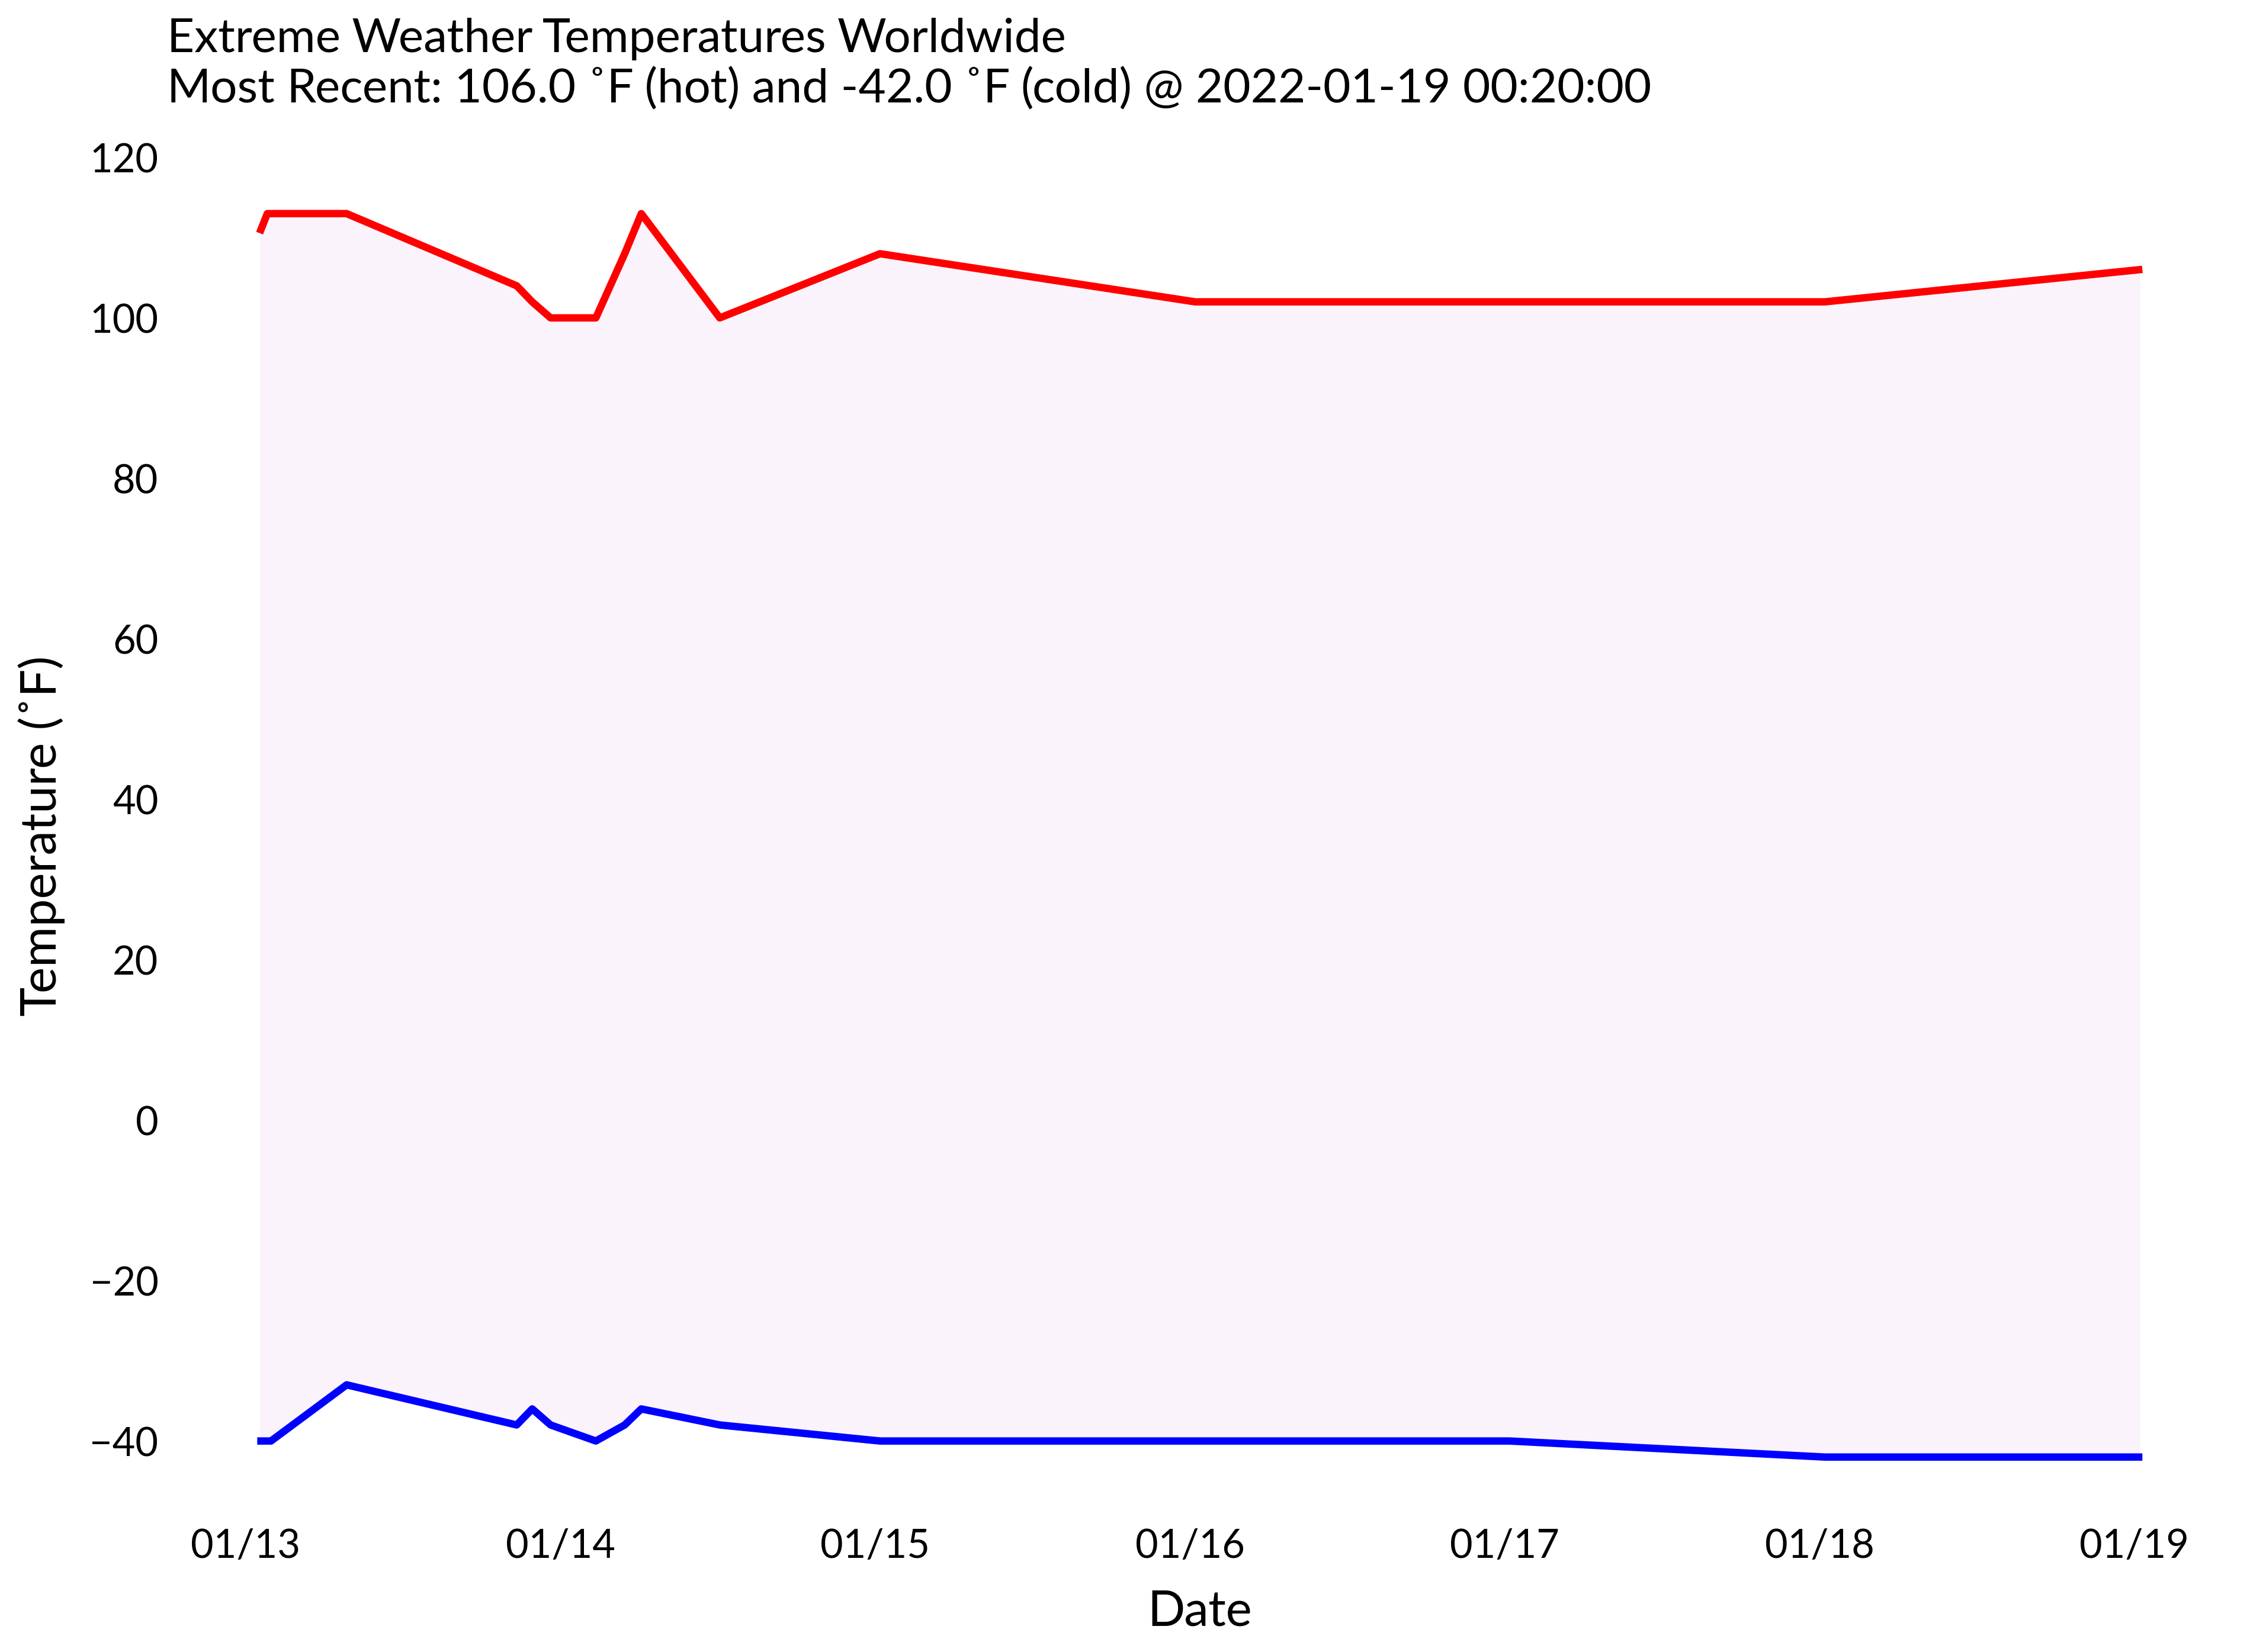 Extreme Weather Temperatures Worldwide
Most Recent: 106.0 ˚F (hot) and -42.0 ˚F (cold) @ 2022-01-19 00:20:00
120
100
80
60
40
20
0
−20
−40
Temperature (˚F)
01/13 01/14 01/15 01/16 01/17 01/18 01/19
Date